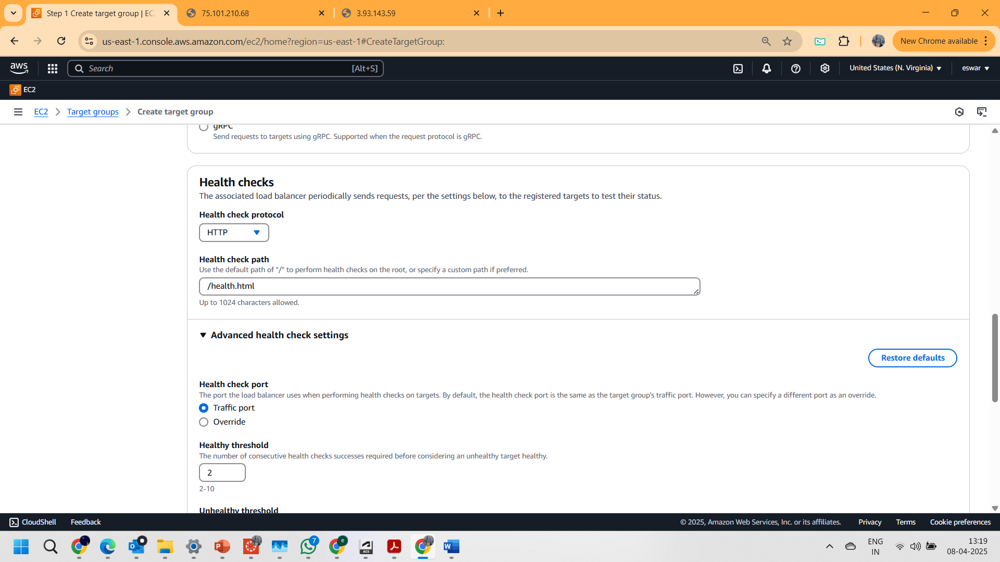 Step 1 Create target group | EC
75.101.210.68
3.93.143.59
us-east-1.console.aws.amazon.com/ec2/home?region=us-east-1#CreateTargetGroup:
New Chrome available
aws
Search
[Alt+S]
United States (N. Virginia)
eswar
EC2
EC2
Target groups
Create target group
gRPC
Send requests to targets using gRPC. Supported when the request protocol is gRPC.
Health checks
The associated load balancer periodically sends requests, per the settings below, to the registered targets to test their status.
Health check protocol
HTTP
Health check path
Use the default path of "/" to perform health checks on the root, or specify a custom path if preferred.
/health.html
Up to 1024 characters allowed.
Advanced health check settings
Restore defaults
Health check port
The port the load balancer uses when performing health checks on targets. By default, the health check port is the same as the target group's traffic port. However, you can specify a different port as an override.
Traffic port
Override
Healthy threshold
The number of consecutive health checks successes required before considering an unhealthy target healthy.
2
2-10
Unhealthy threshold
CloudShell
Feedback
© 2025, Amazon Web Services, Inc. or its affiliates.
Privacy
Terms
Cookie preferences
7
ACS
ENG
IN
13:19
08-04-2025